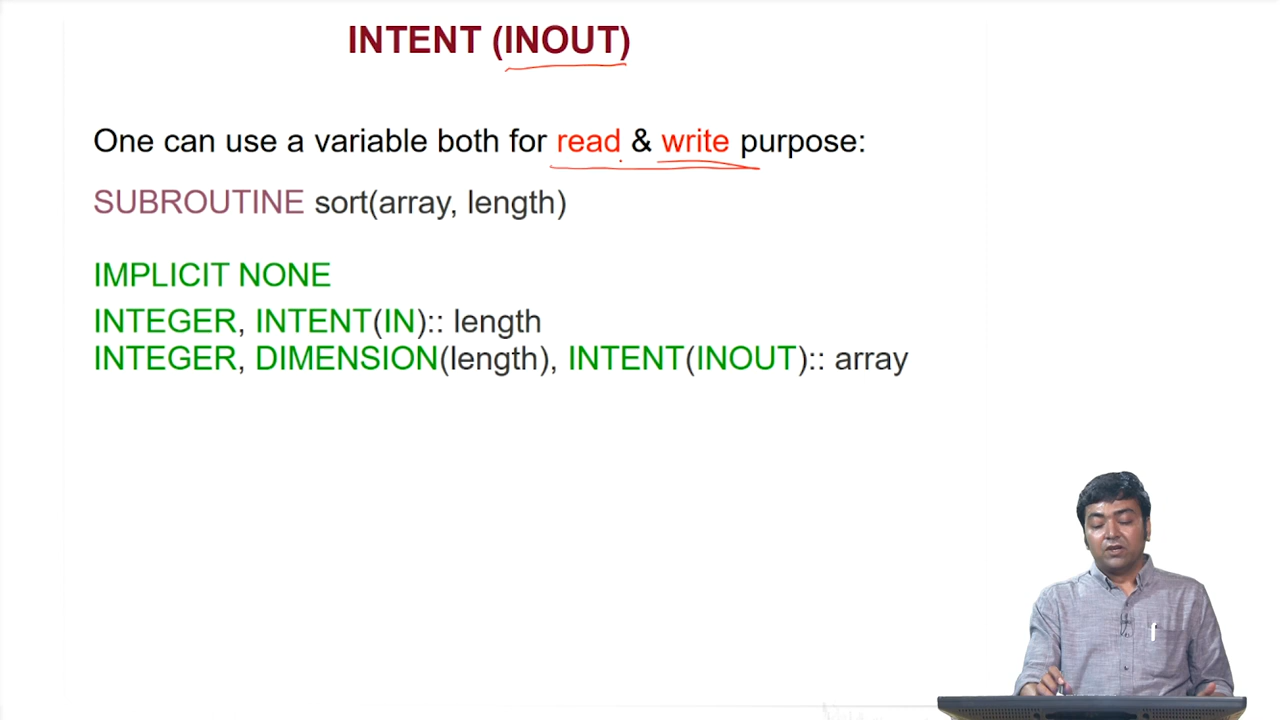 INTENT (INOUT)
One can use a variable both for read & write purpose:
SUBROUTINE sort(array, length)
IMPLICIT NONE
INTEGER, INTENT(IN):: length
INTEGER, DIMENSION(length), INTENT(INOUT):: array